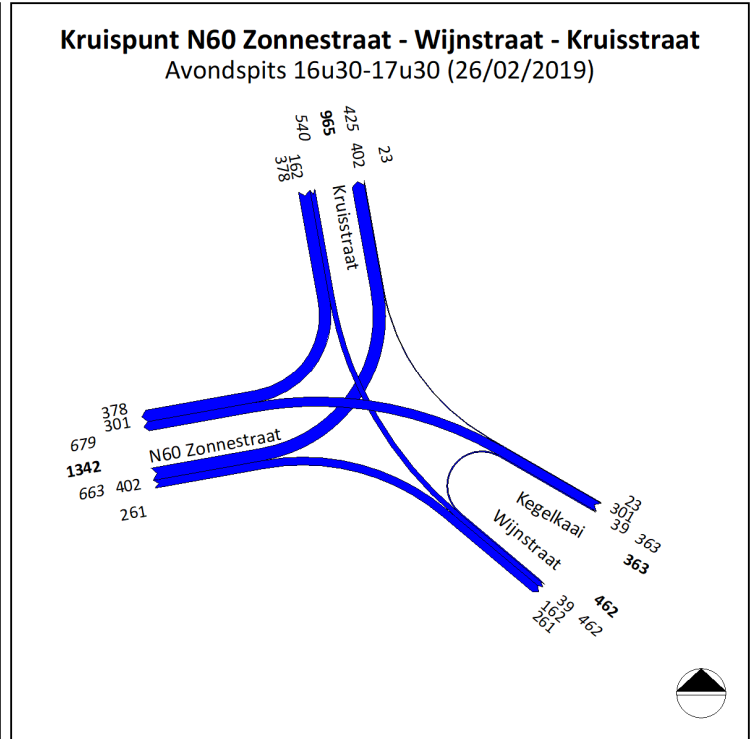 Kruispunt N60 Zonnestraat - Wijnstraat - Kruisstraat
Avondspits 16u30-17u30 (26/02/2019)
540 965 425
378 162 402 23
Kruisstraat
378
301
679
1342
663 402
261
N60 Zonnestraat
Kegelkaai
Wijnstraat
23
301
39 363
363
462
39 462
162
261